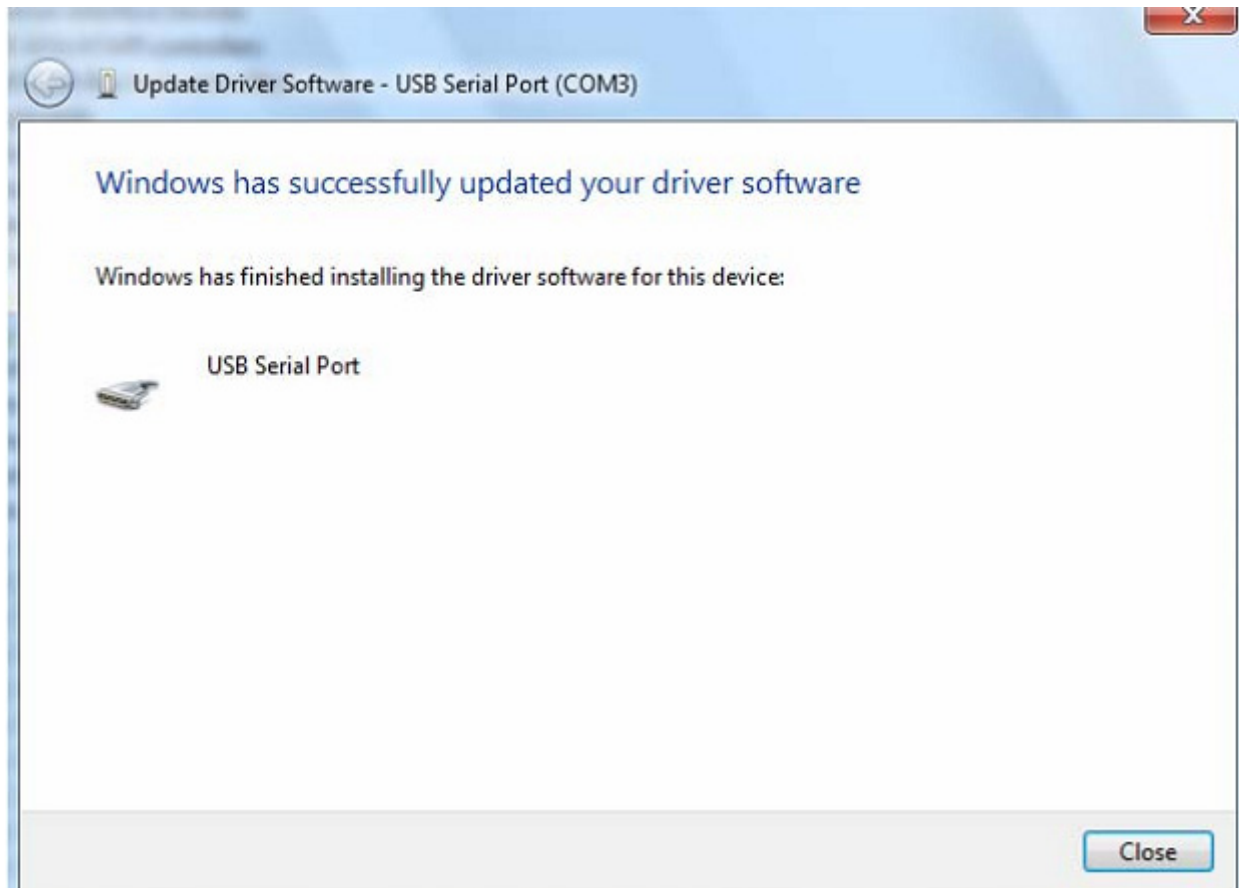 Update Driver Software - USB Serial Port (COM3)
Windows has successfully updated your driver software
Windows has finished installing the driver software for this device:
USB Serial Port
Close